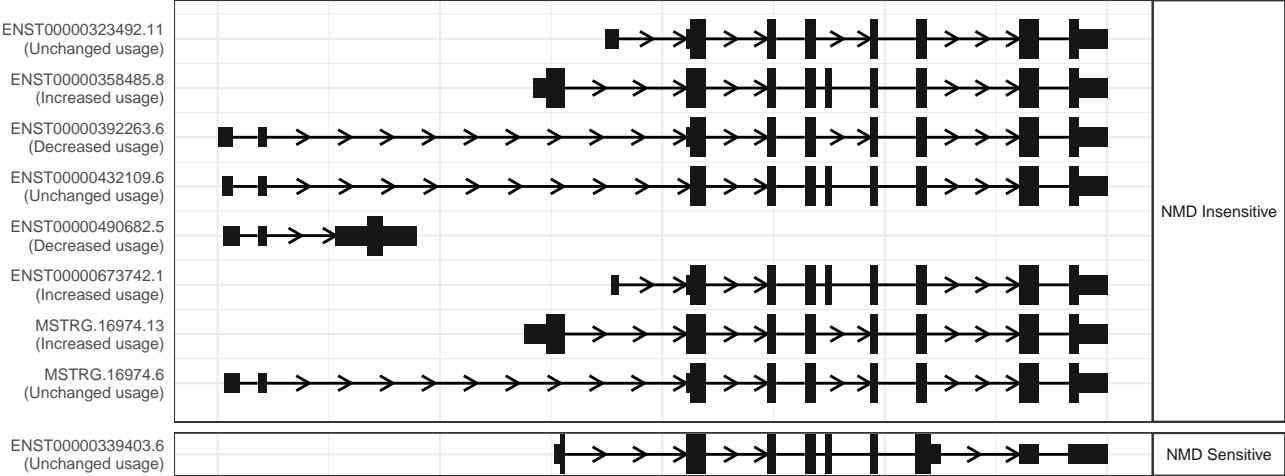 ENST00000323492.11
(Unchanged usage)
ENST00000358485.8
(Increased usage)
ENST00000392263.6
(Decreased usage)
ENST00000432109.6
(Unchanged usage)
ENST00000490682.5
(Decreased usage)
ENST00000673742.1
(Increased usage)
MSTRG.16974.13
(Increased usage)
MSTRG.16974.6
(Unchanged usage)
NMD Insensitive
ENST00000339403.6
(Unchanged usage)
NMD Sensitive